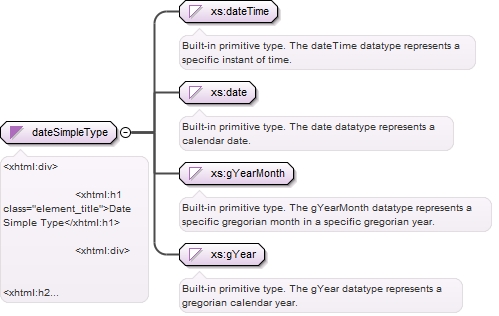 xs:dateTime
Built-in primitive type. The dateTime datatype represents a
specific instant of time.
xs:date
Built-in primitive type. The date datatype represents a
calendar date.
dateSimpleType
<xhtml:div>
<xhtml:h1
class="element_title">Date
Simple Type</xhtml:h1>
<xhtml:div>
<xhtml:h2...
xs:gYearMonth
Built-in primitive type. The gYearMonth datatype represents a
specific gregorian month in a specific gregorian year.
xs:gYear
Built-in primitive type. The gYear datatype represents a
gregorian calendar year.